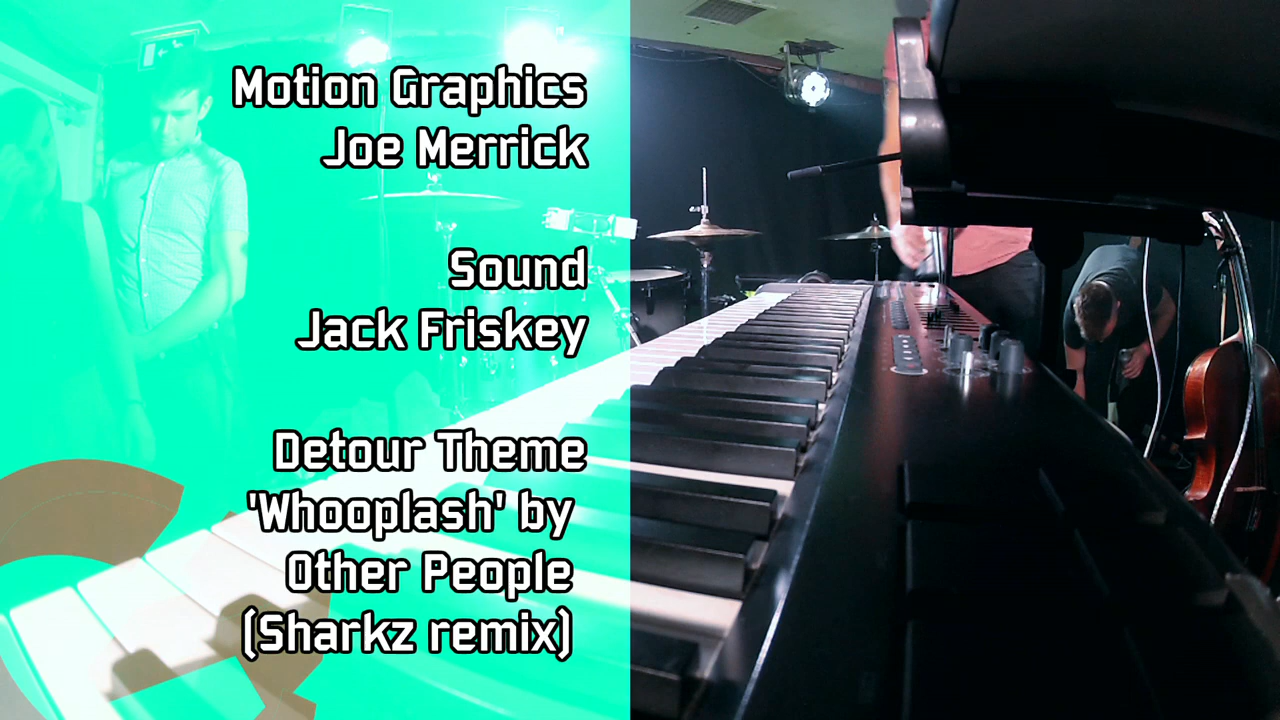 Motion Graphics
Joe Merrick
Sound
Jack Friskey
Detour Theme
'Whooplash' by
Other People
(Sharkz remix)